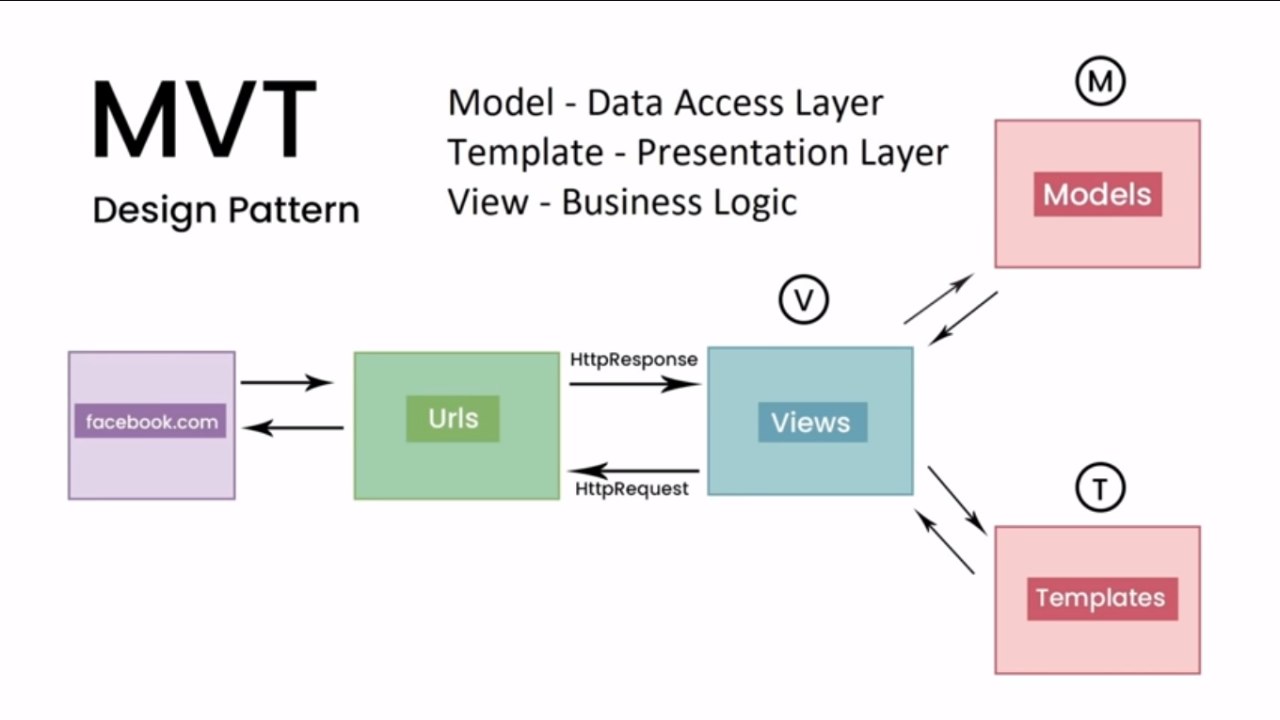 MVT
Design Pattern
Model - Data Access Layer
Template - Presentation Layer
View - Business Logic
M
Models
V
facebook.com
Urls
HttpResponse
HttpRequest
Views
T
Templates